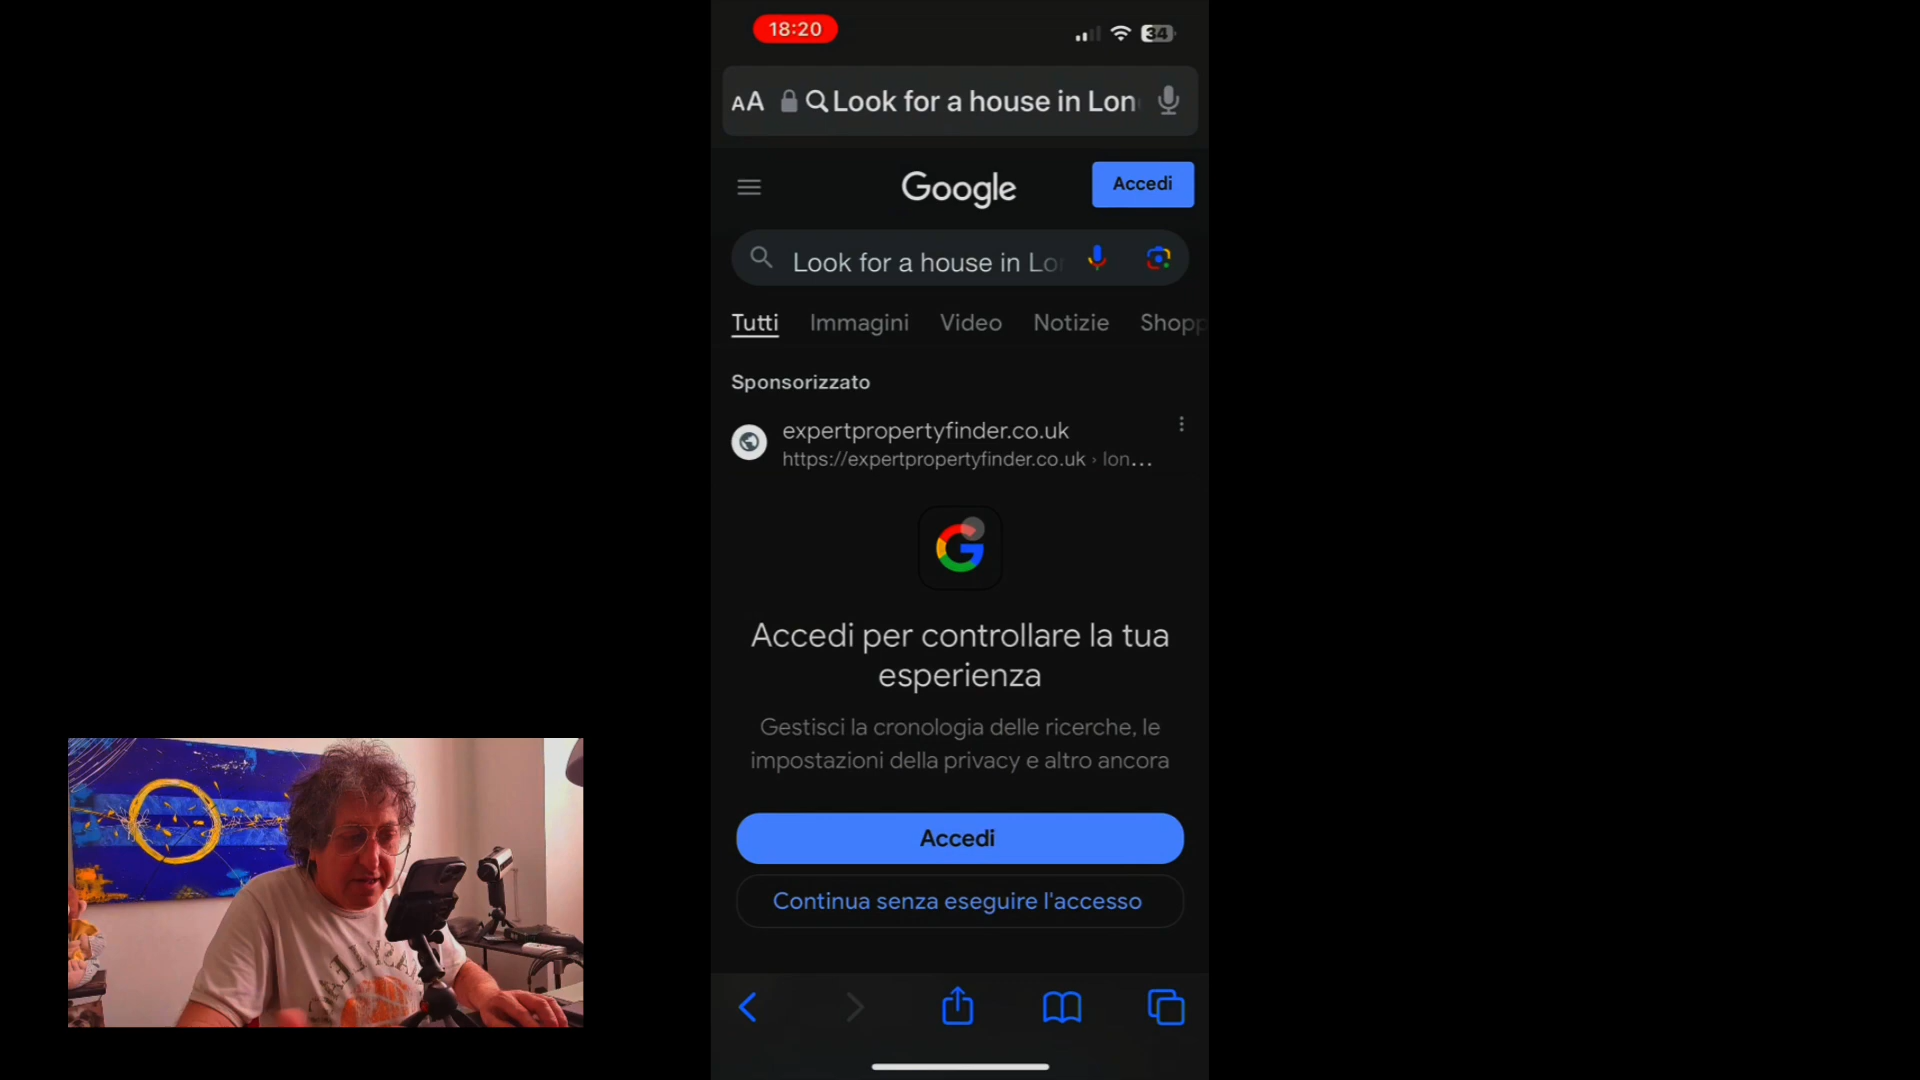 18:20
34
AA Look for a house in Lon
Google
Accedi
Look for a house in Lo
Tutti Immagini Video Notizie Shopp
Sponsorizzato
expertpropertyfinder.co.uk
https://expertpropertyfinder.co.uk › lon...
Accedi per controllare la tua
esperienza
Gestisci la cronologia delle ricerche, le
impostazioni della privacy e altro ancora
Accedi
Continua senza eseguire l'accesso